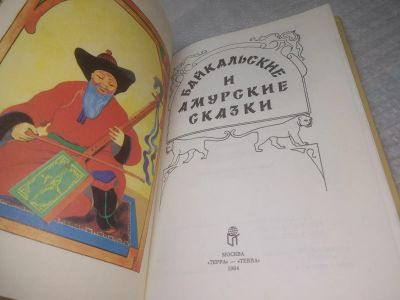 БАЙКАЛЬСКИЕ
И
АМУРСКИЕ
СКАЗКИ
МОСКВА
«ТЕРРА» — «TERRA»
1994